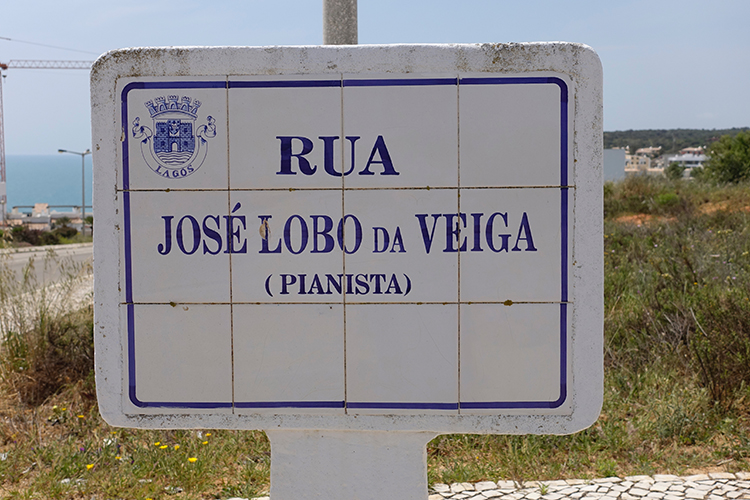 LAGOS
RUA
JOSÉ LOBO DA VEIGA
(PIANISTA)